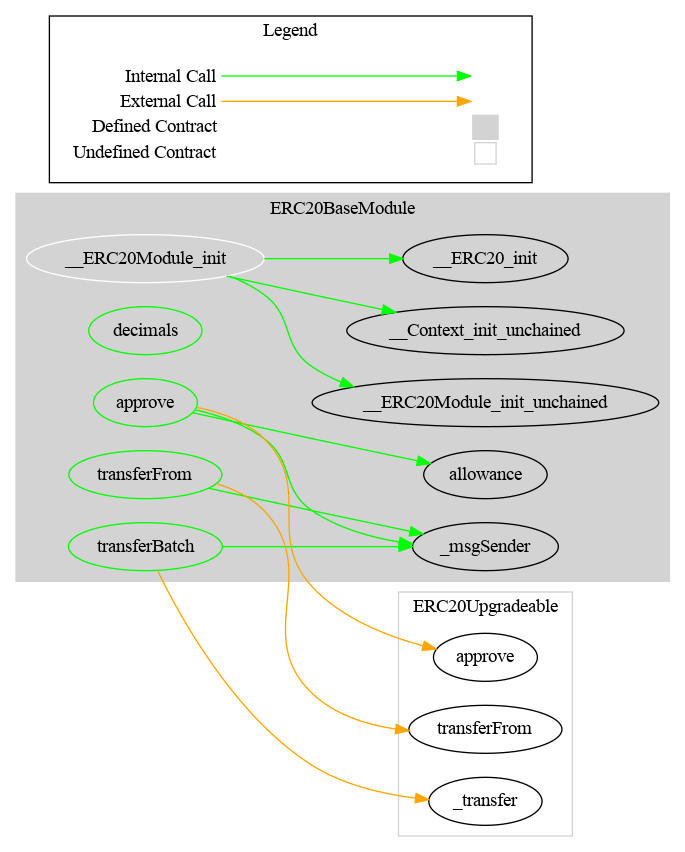 Legend
Internal Call
External Call
Defined Contract
Undefined Contract
ERC20BaseModule
__ERC20Module_init
__ERC20_init
decimals
__Context_init_unchained
approve
__ERC20Module_init_unchained
transferFrom
allowance
transferBatch
_msgSender
ERC20Upgradeable
approve
transferFrom
_transfer